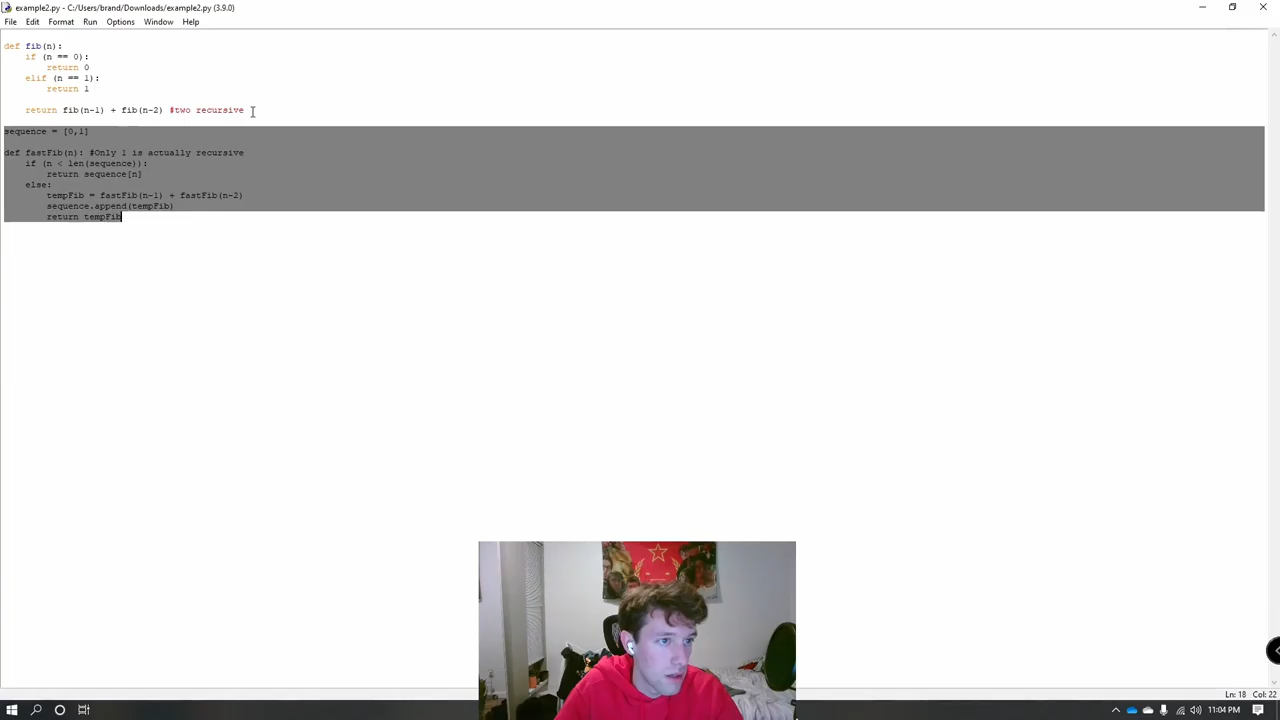 example2.py - C:/Users/brand/Downloads/example2.py (3.9.0)
File Edit Format Run Options Window Help
def fib(n):
    if (n == 0):
        return 0
    elif (n == 1):
        return 1
    return fib(n-1) + fib(n-2) #two recursive
sequence = [0,1]
def fastFib(n): #Only 1 is actually recursive
    if (n < len(sequence)):
        return sequence[n]
    else:
        tempFib = fastFib(n-1) + fastFib(n-2)
        sequence.append(tempFib)
        return tempFib
Ln: 18 Col: 22
11:04 PM